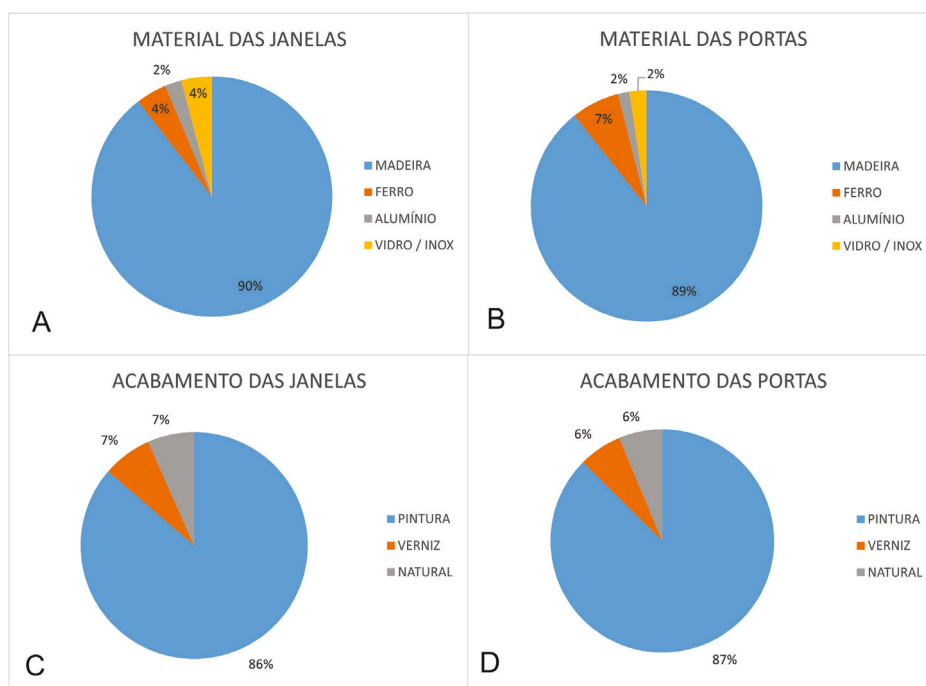 MATERIAL DAS JANELAS
2%
4%
4%
90%
MADEIRA
FERRO
ALUMÍNIO
VIDRO / INOX
A
MATERIAL DAS PORTAS
2%
2%
7%
89%
MADEIRA
FERRO
ALUMÍNIO
VIDRO / INOX
B
ACABAMENTO DAS JANELAS
7%
7%
86%
PINTURA
VERNIZ
NATURAL
C
ACABAMENTO DAS PORTAS
6%
6%
87%
PINTURA
VERNIZ
NATURAL
D